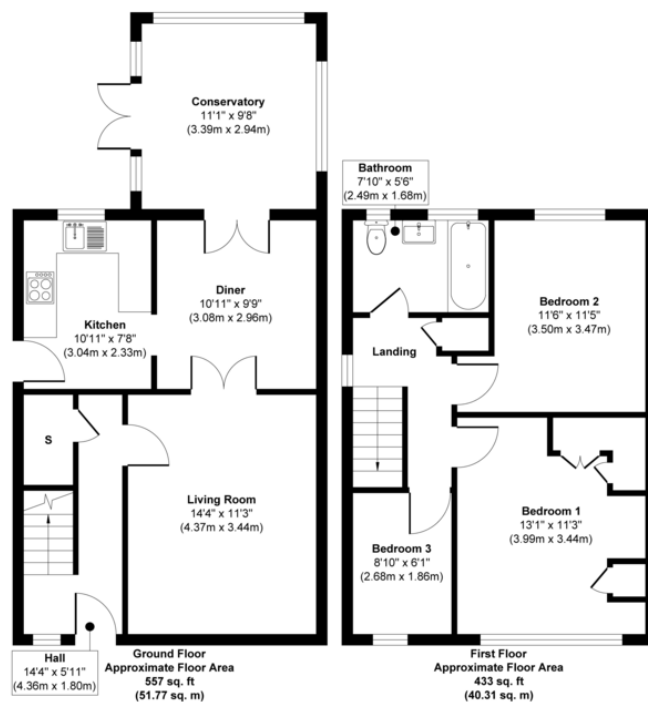 Conservatory
11'1" x 9'8"
(3.39m x 2.94m)
Diner
10'11" x 9'9"
(3.08m x 2.96m)
Kitchen
10'11" x 7'8"
(3.04m x 2.33m)
S
Living Room
14'4" x 11'3"
(4.37m x 3.44m)
Hall
14'4" x 5'11"
(4.36m x 1.80m)
Ground Floor
Approximate Floor Area
557 sq. ft
(51.77 sq. m)
Bathroom
7'10" x 5'6"
(2.49m x 1.68m)
Bedroom 2
11'6" x 11'5"
(3.50m x 3.47m)
Landing
Bedroom 1
13'1" x 11'3"
(3.99m x 3.44m)
Bedroom 3
8'10" x 6'1"
(2.68m x 1.86m)
First Floor
Approximate Floor Area
433 sq. ft
(40.31 sq. m)